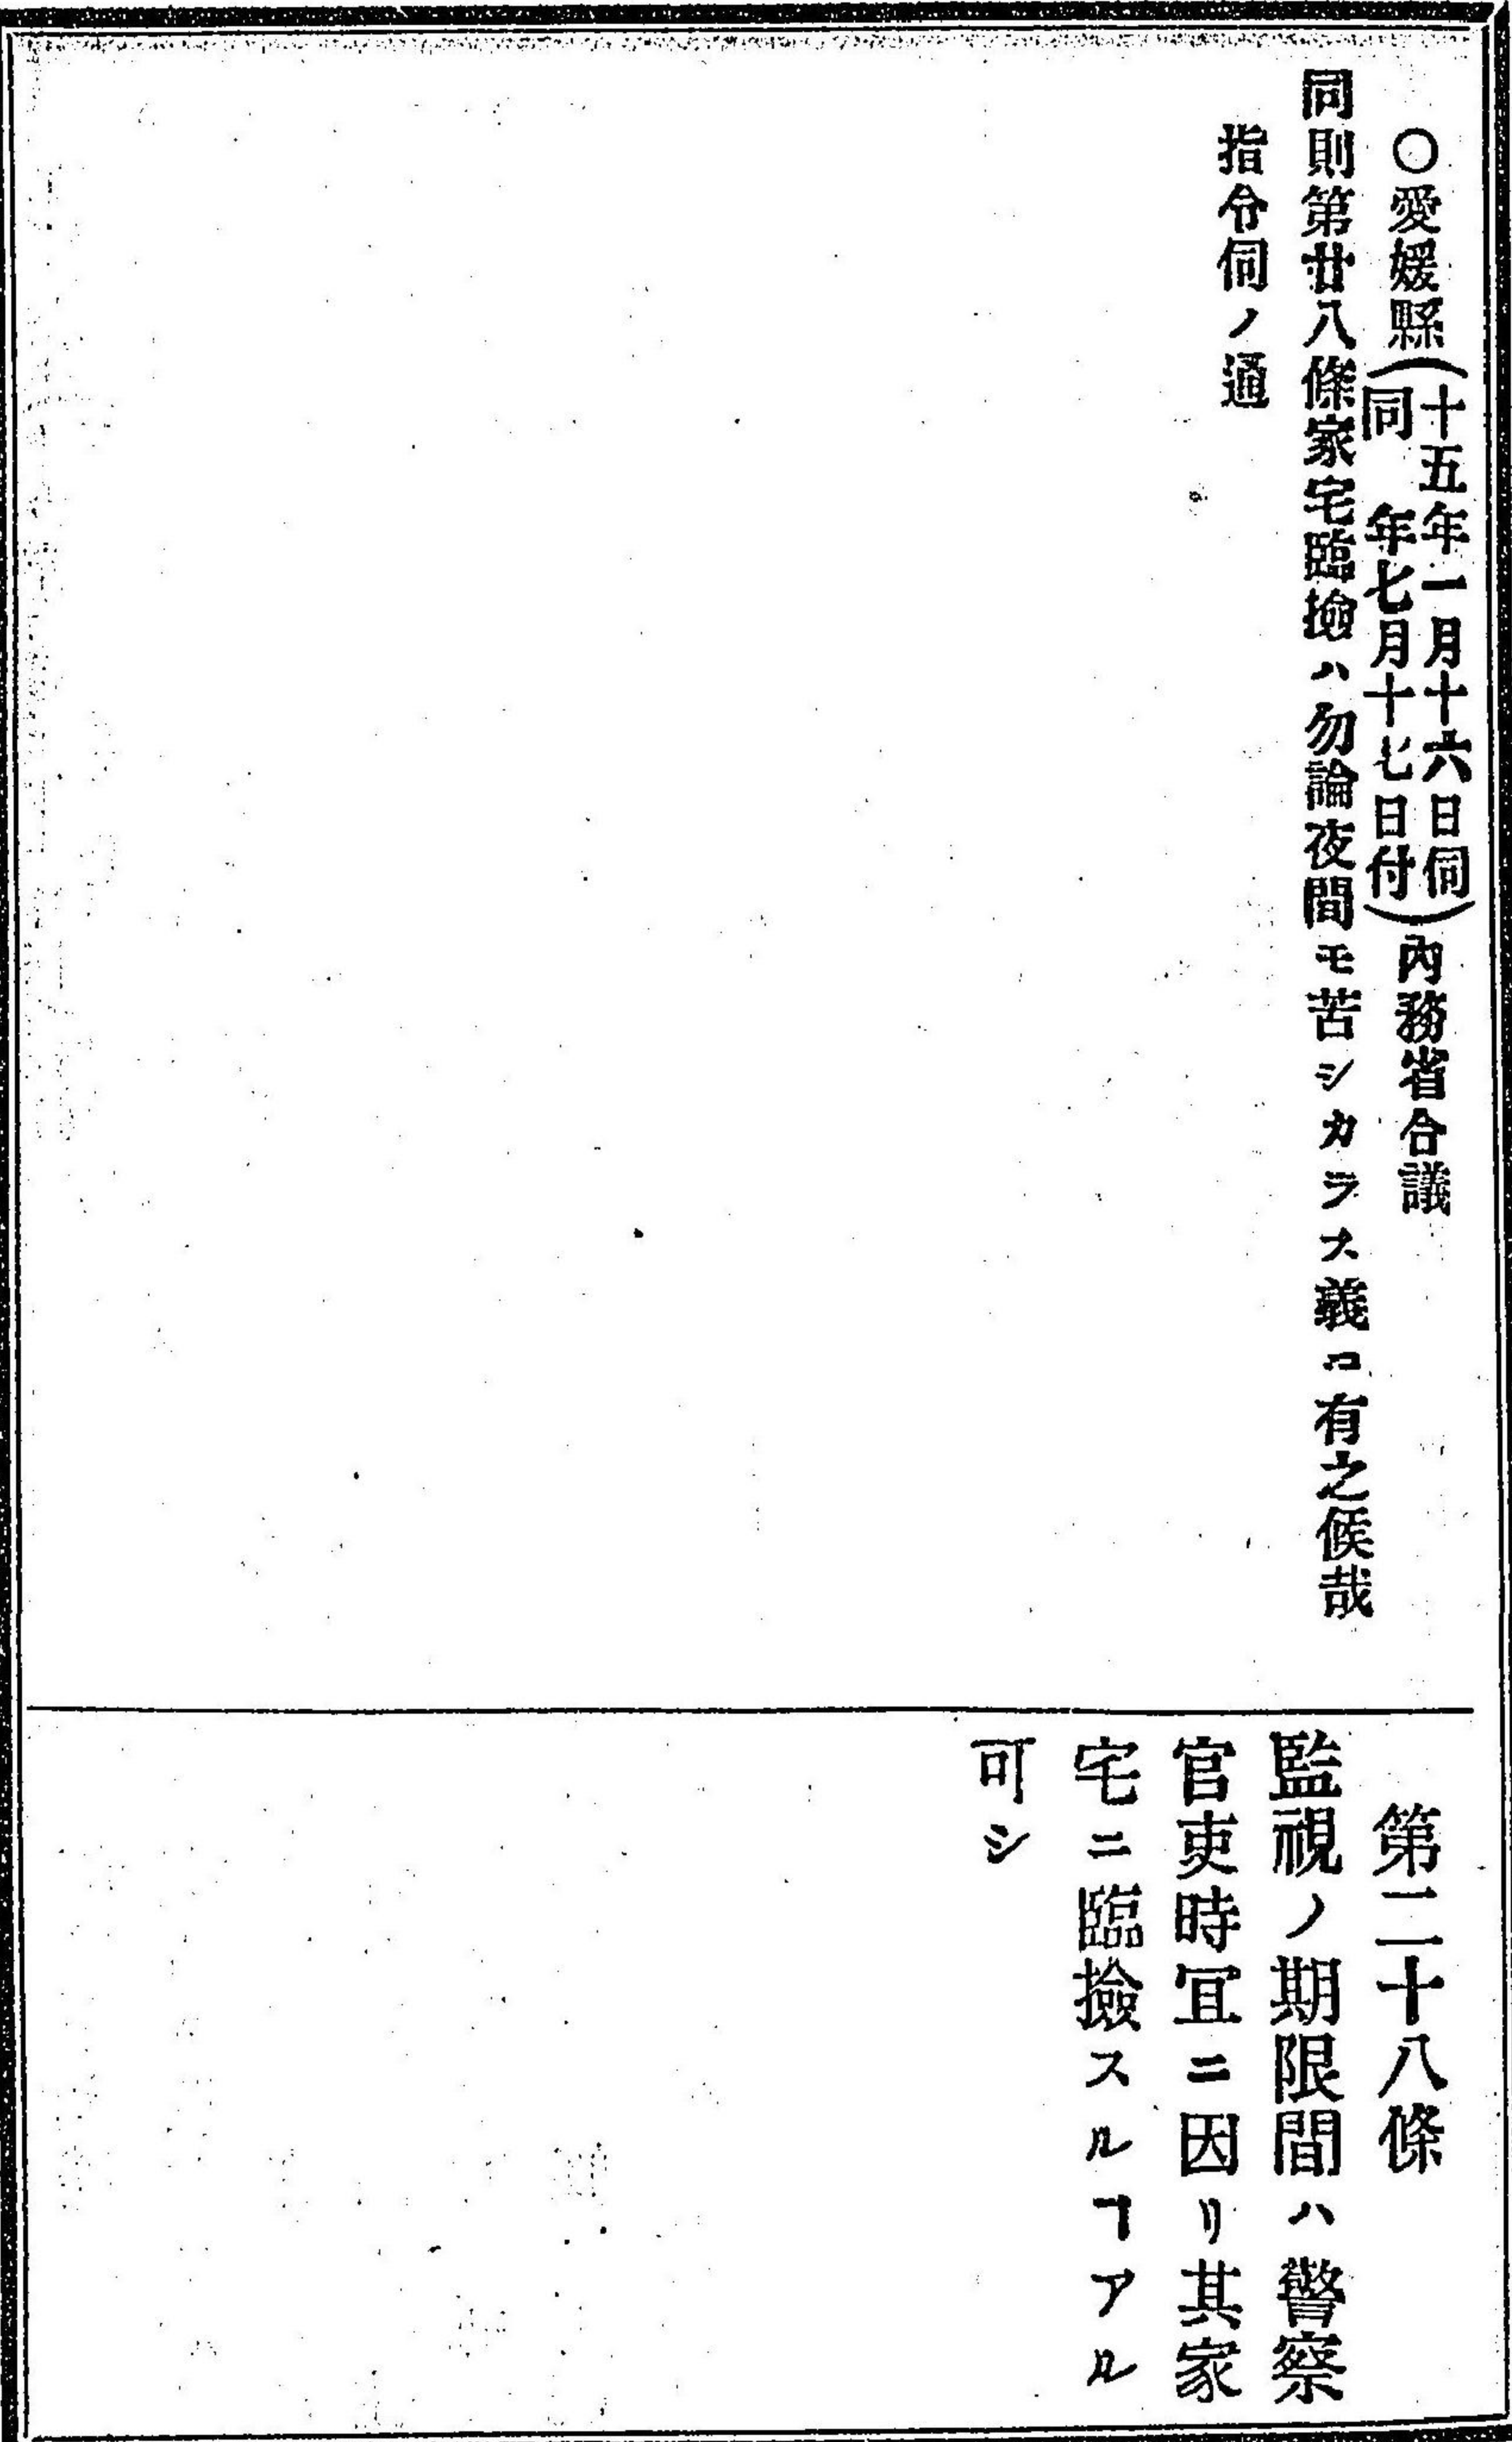 〇愛媛縣(十五年一月十六日伺 同 年七月十七日付)內務省合議
同則第廿八條家宅臨撿ハ勿論夜間モ苦シカラス義ニ有之候哉
指令伺ノ通
第二十八條
監視ノ期限間ハ警察
官吏時宜ニ因リ其家
宅ニ臨撿スルヿアル
可シ